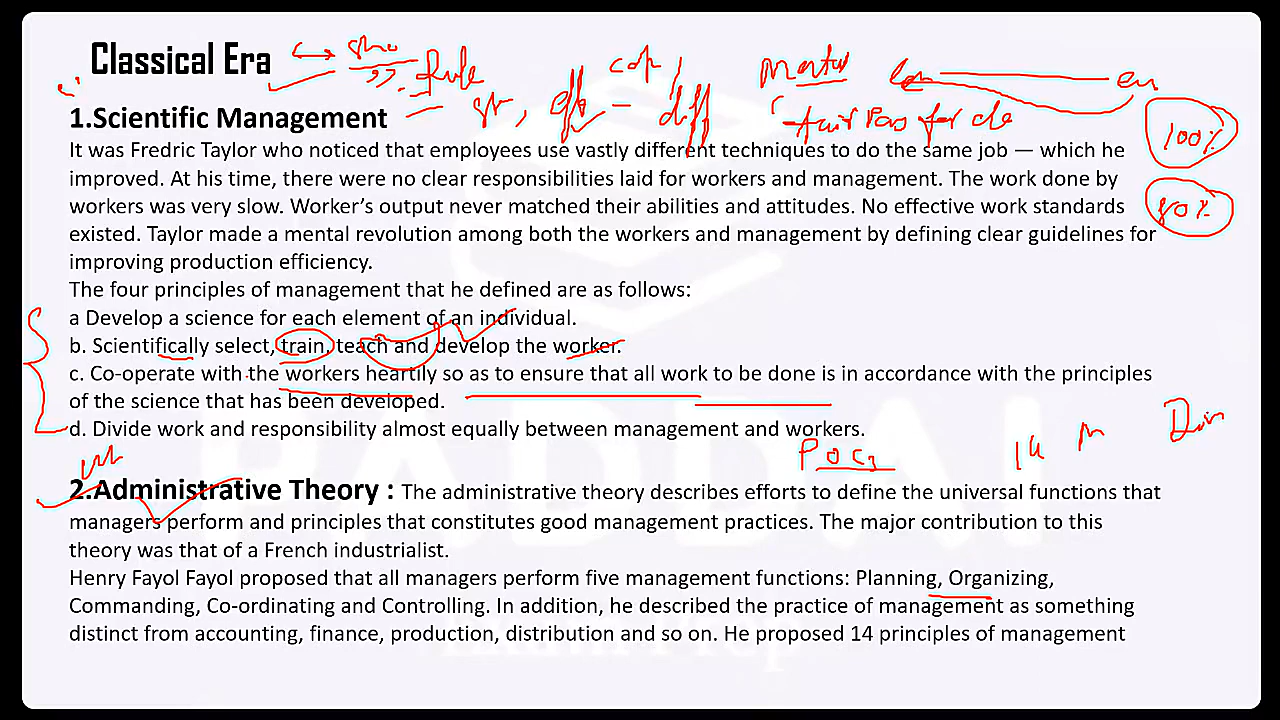 Classical Era
Rule
100%
80%
1.Scientific Management
It was Fredric Taylor who noticed that employees use vastly different techniques to do the same job — which he
improved. At his time, there were no clear responsibilities laid for workers and management. The work done by
workers was very slow. Worker's output never matched their abilities and attitudes. No effective work standards
existed. Taylor made a mental revolution among both the workers and management by defining clear guidelines for
improving production efficiency.
The four principles of management that he defined are as follows:
a Develop a science for each element of an individual.
b. Scientifically select, train, teach and develop the worker.
c. Co-operate with the workers heartily so as to ensure that all work to be done is in accordance with the principles
of the science that has been developed.
d. Divide work and responsibility almost equally between management and workers.
14 M
2.Administrative Theory : The administrative theory describes efforts to define the universal functions that
managers perform and principles that constitutes good management practices. The major contribution to this
theory was that of a French industrialist.
Henry Fayol Fayol proposed that all managers perform five management functions: Planning, Organizing,
Commanding, Co-ordinating and Controlling. In addition, he described the practice of management as something
distinct from accounting, finance, production, distribution and so on. He proposed 14 principles of management